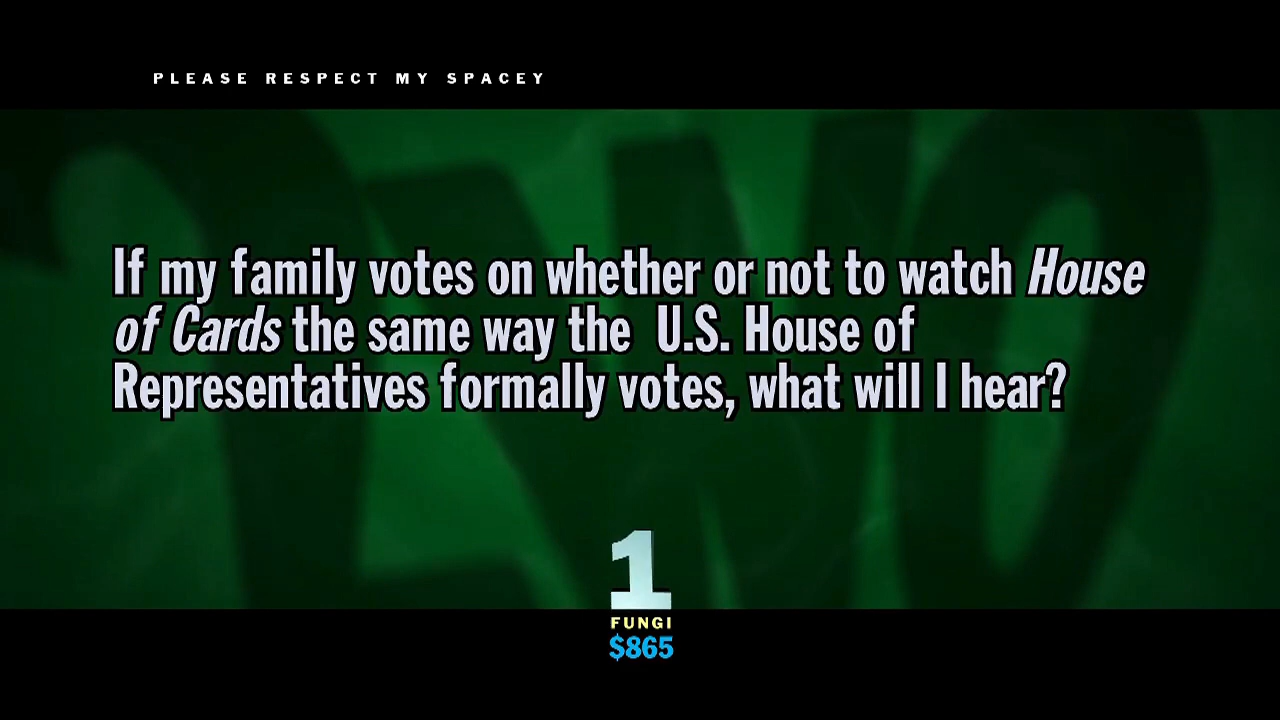 PLEASE RESPECT MY SPACEY
If my family votes on whether or not to watch House
of Cards the same way the  U.S. House of
Representatives formally votes, what will I hear?
1
FUNGI
$865